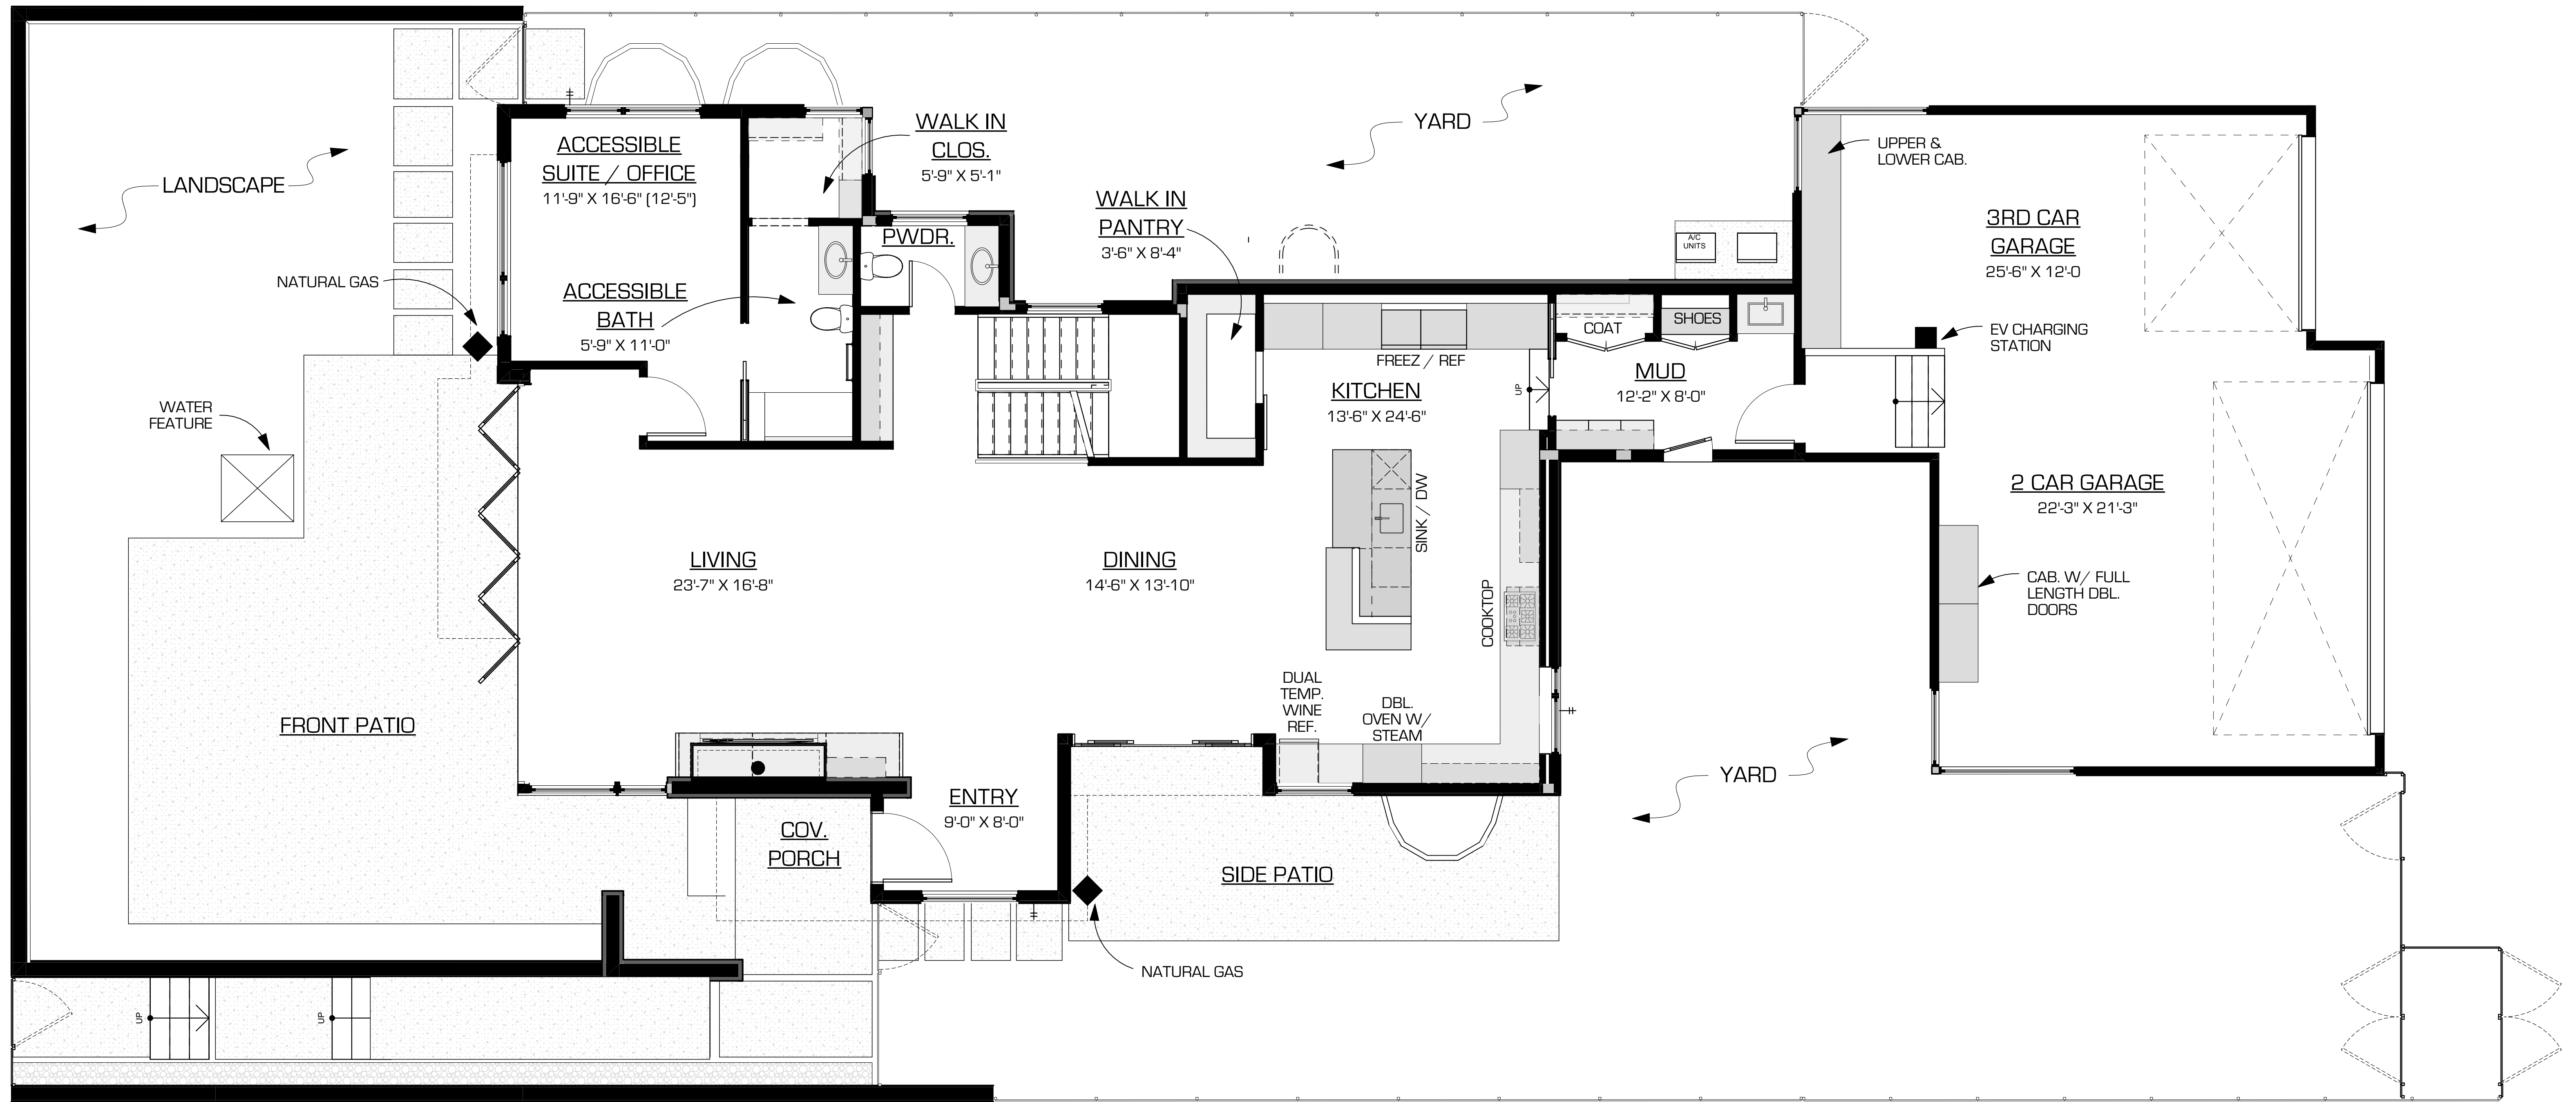 LANDSCAPE
NATURAL GAS
WATER
FEATURE
FRONT PATIO
ACCESSIBLE
SUITE / OFFICE
11'-9" X 16'-6" (12'-5")
ACCESSIBLE
BATH
5'-9" X 11'-0"
WALK IN
CLOS.
5'-9" X 5'-1"
PWDR.
WALK IN
PANTRY
3'-6" X 8'-4"
YARD
A/C
UNITS
UPPER &
LOWER CAB.
3RD CAR
GARAGE
25'-6" X 12'-0
EV CHARGING
STATION
COAT
SHOES
FREEZ / REF
KITCHEN
13'-6" X 24'-6"
UP
MUD
12'-2" X 8'-0"
2 CAR GARAGE
22'-3" X 21'-3"
SINK / DW
LIVING
23'-7" X 16'-8"
DINING
14'-6" X 13'-10"
COOKTOP
CAB. W/ FULL
LENGTH DBL.
DOORS
DUAL
TEMP.
WINE
REF.
DBL.
OVEN W/
STEAM
YARD
ENTRY
9'-0" X 8'-0"
COV.
PORCH
SIDE PATIO
NATURAL GAS
UP
UP